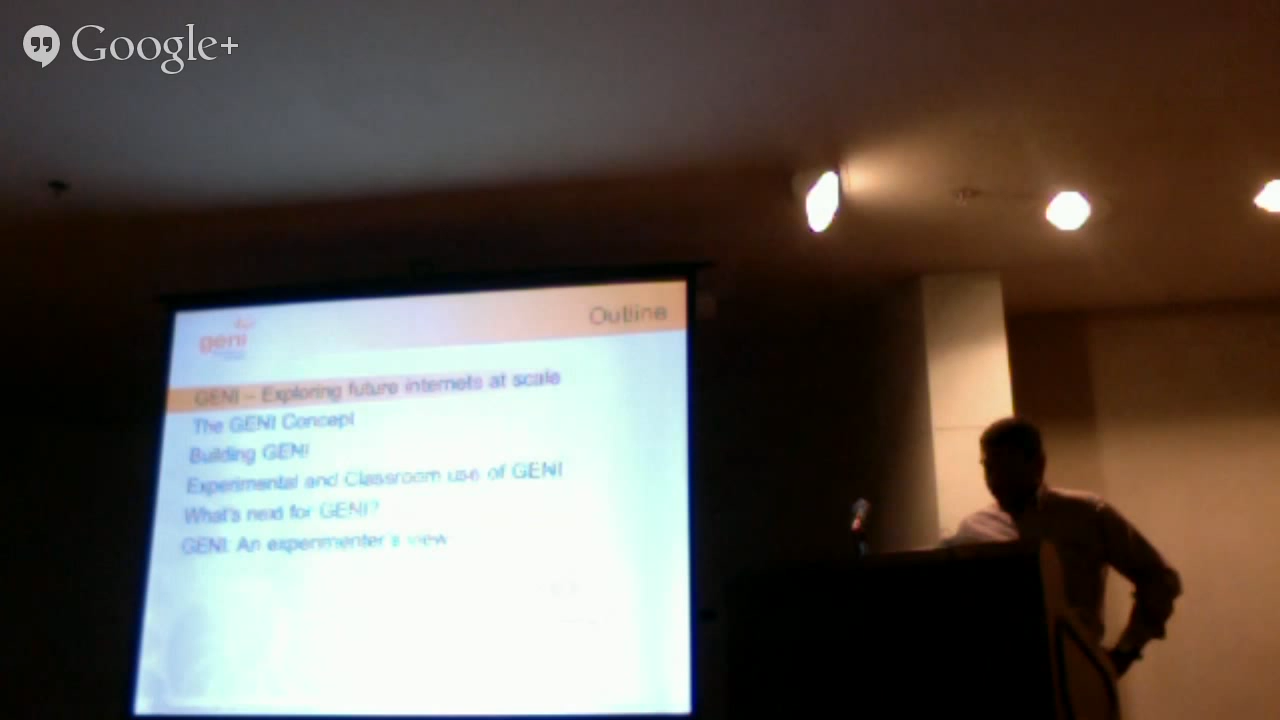 Google+
Outline
geni
GENI – Exploring future internets at scale
The GENI Concept
Building GENI
Experimental and Classroom use of GENI
What's next for GENI?
GENI: An experimenter's view